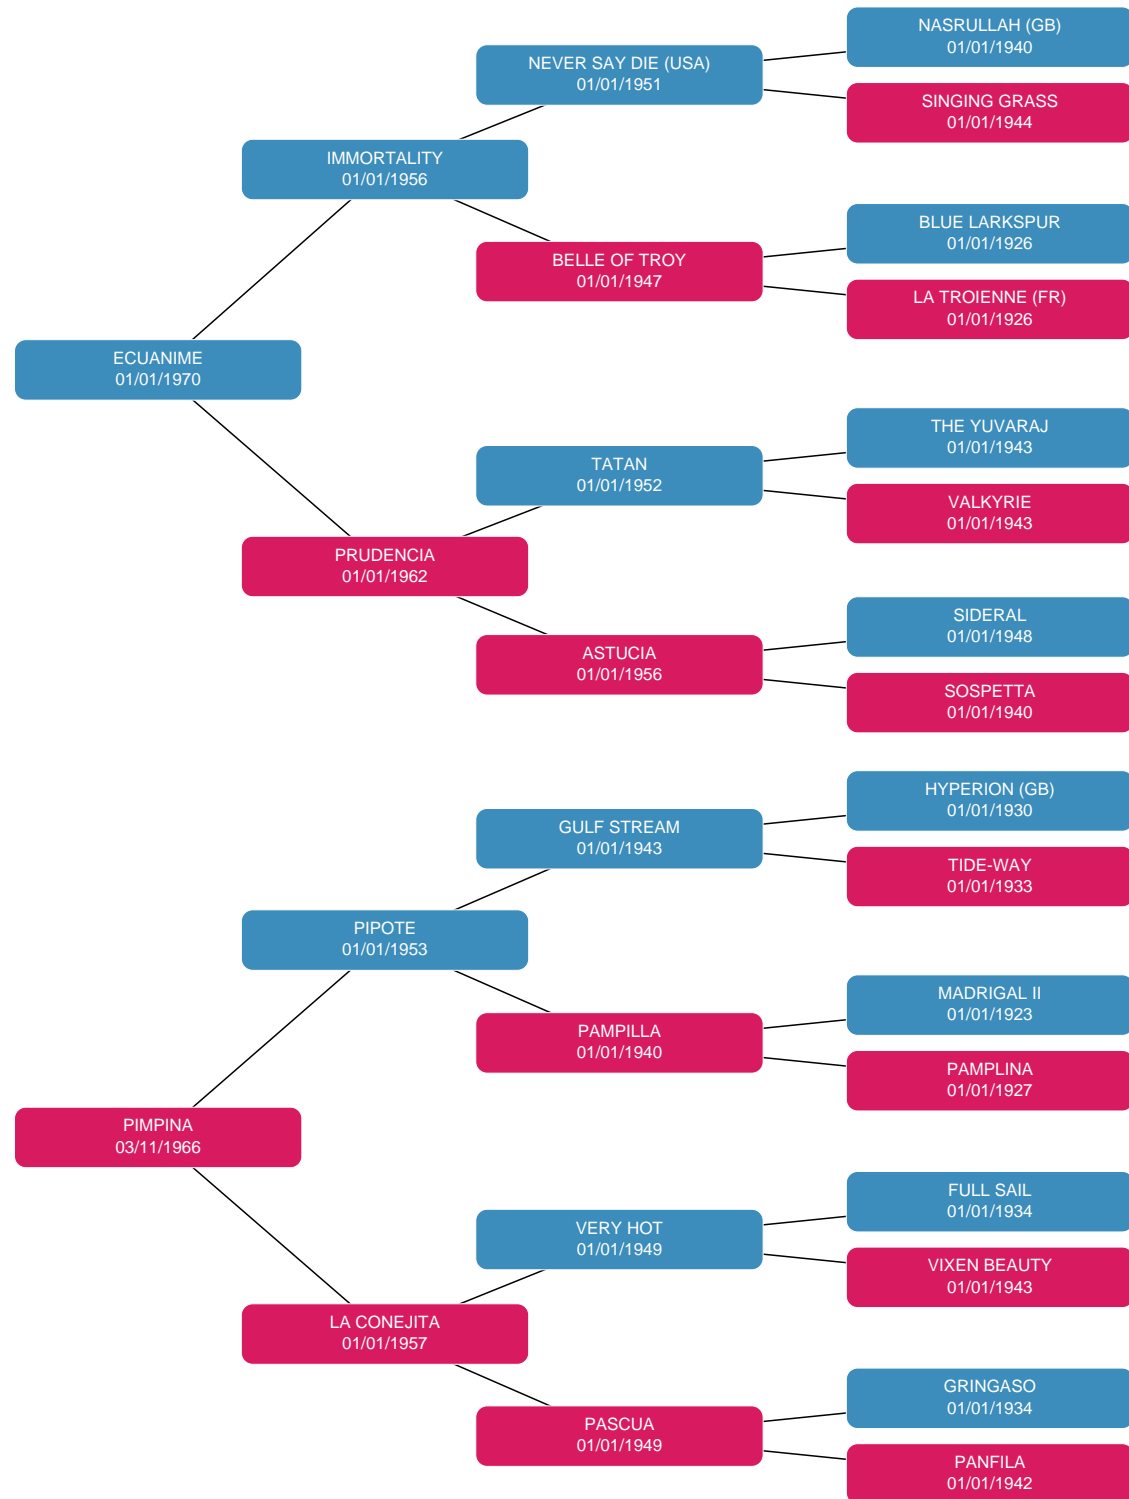 NASRULLAH (GB)
01/01/1940
NEVER SAY DIE (USA)
01/01/1951
SINGING GRASS
01/01/1944
IMMORTALITY
01/01/1956
BLUE LARKSPUR
01/01/1926
BELLE OF TROY
01/01/1947
LA TROIENNE (FR)
01/01/1926
ECUANIME
01/01/1970
THE YUVARAJ
01/01/1943
TATAN
01/01/1952
VALKYRIE
01/01/1943
PRUDENCIA
01/01/1962
SIDERAL
01/01/1948
ASTUCIA
01/01/1956
SOSPETTA
01/01/1940
HYPERION (GB)
01/01/1930
GULF STREAM
01/01/1943
TIDE-WAY
01/01/1933
PIPOTE
01/01/1953
MADRIGAL II
01/01/1923
PAMPILLA
01/01/1940
PAMPLINA
01/01/1927
PIMPINA
03/11/1966
FULL SAIL
01/01/1934
VERY HOT
01/01/1949
VIXEN BEAUTY
01/01/1943
LA CONEJITA
01/01/1957
GRINGASO
01/01/1934
PASCUA
01/01/1949
PANFILA
01/01/1942